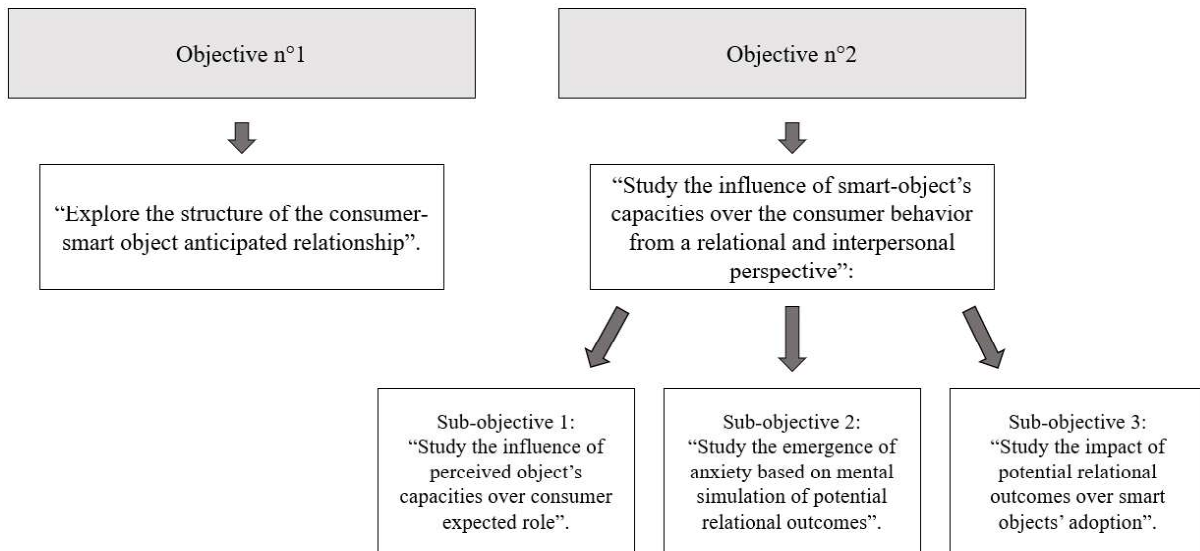 Objective n°1
Objective n°2
“Explore the structure of the consumer-
smart object anticipated relationship”.
“Study the influence of smart-object’s
capacities over the consumer behavior
from a relational and interpersonal
perspective”:
Sub-objective 1:
“Study the influence of
perceived object’s
capacities over consumer
expected role”.
Sub-objective 2:
“Study the emergence of
anxiety based on mental
simulation of potential
relational outcomes”.
Sub-objective 3:
“Study the impact of
potential relational
outcomes over smart
objects’ adoption”.